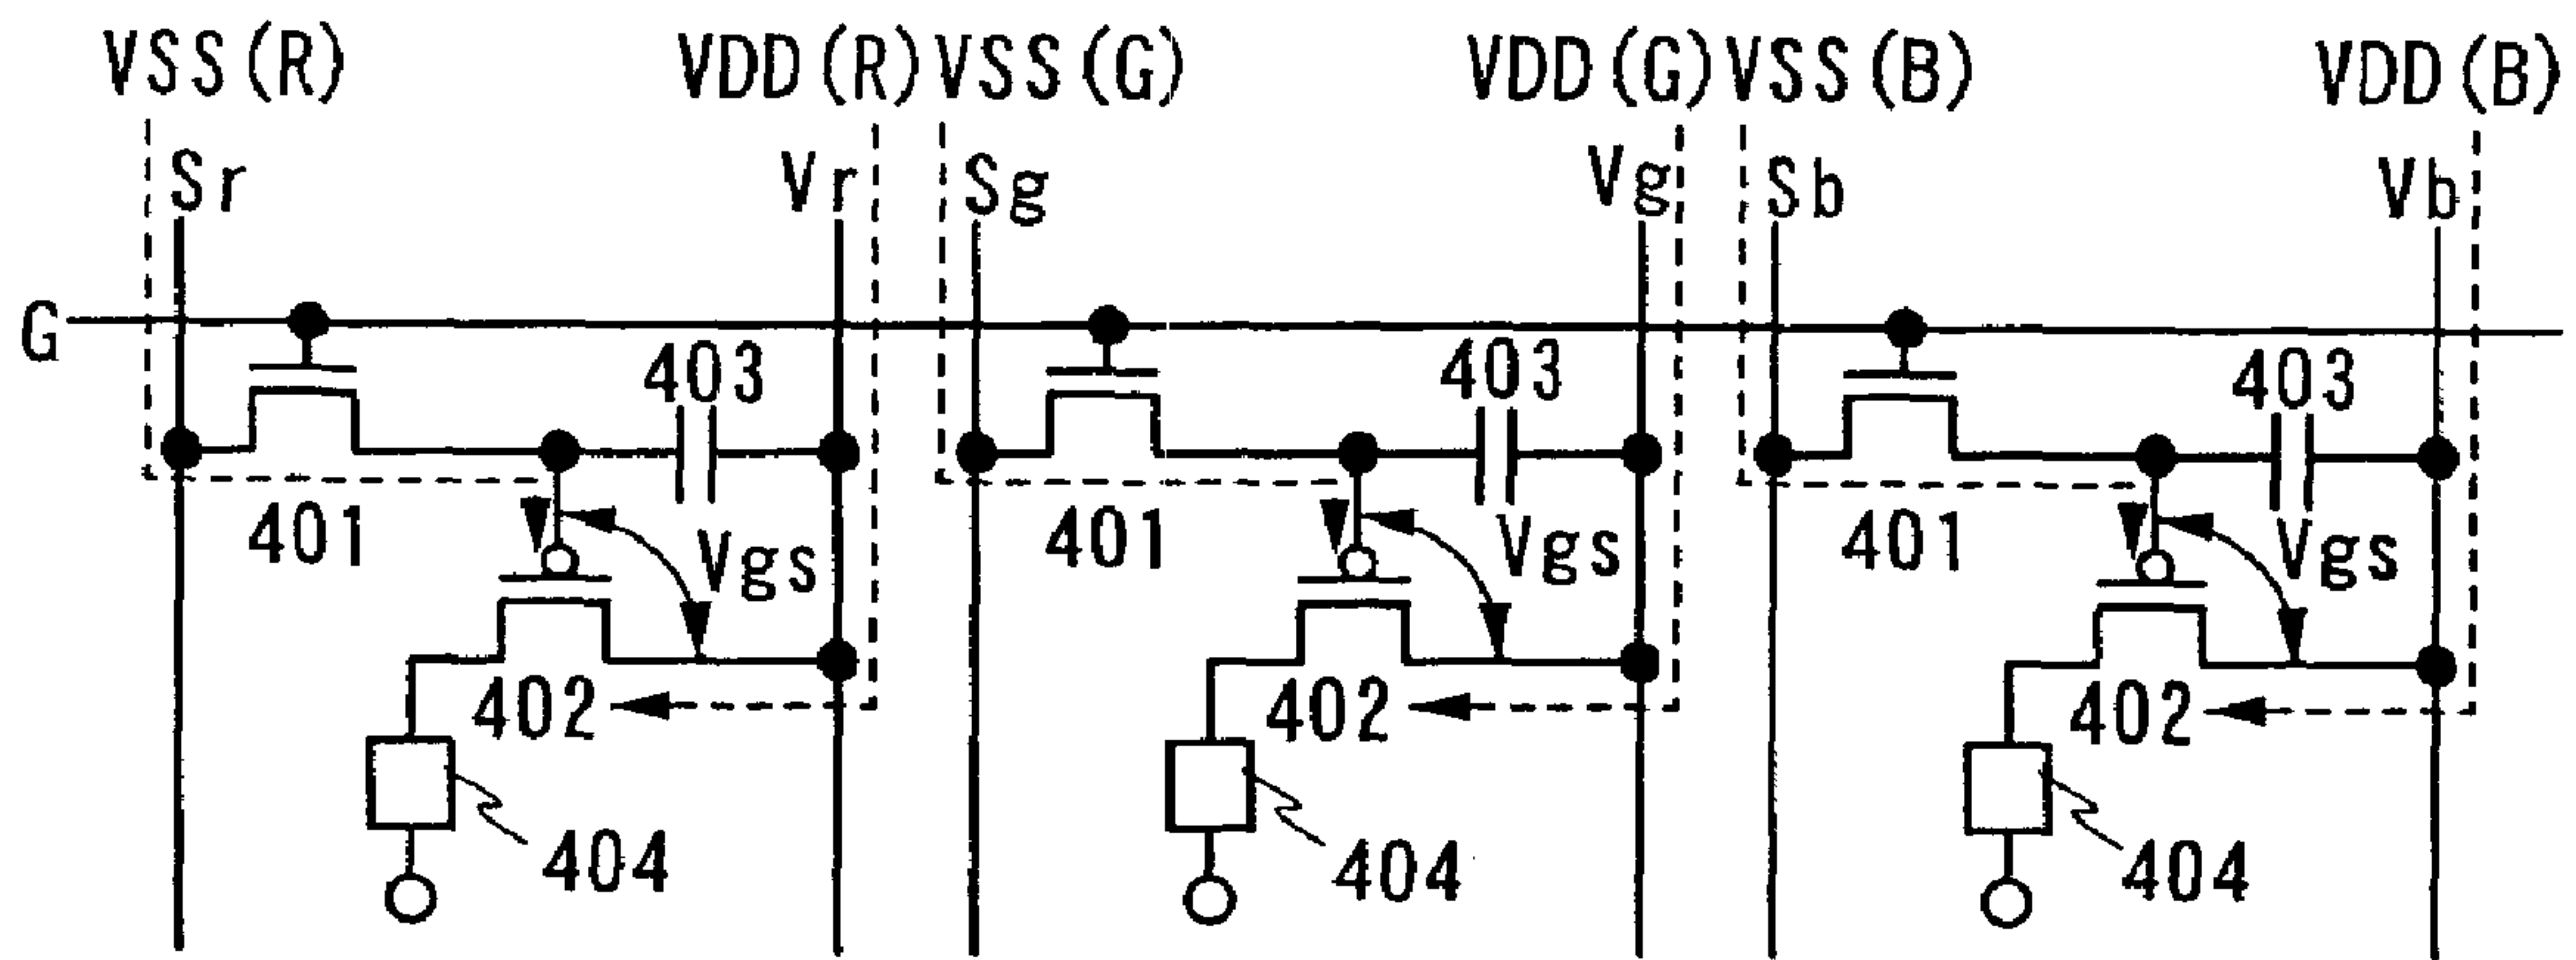 VSS(R) VDD(R) VSS(G) VDD(G) VSS(B) VDD(B)
Sr Vr Sg Vg Sb Vb
G
403 403 403
401 Vgs 401 Vgs 401 Vgs
402 402 402
404 404 404